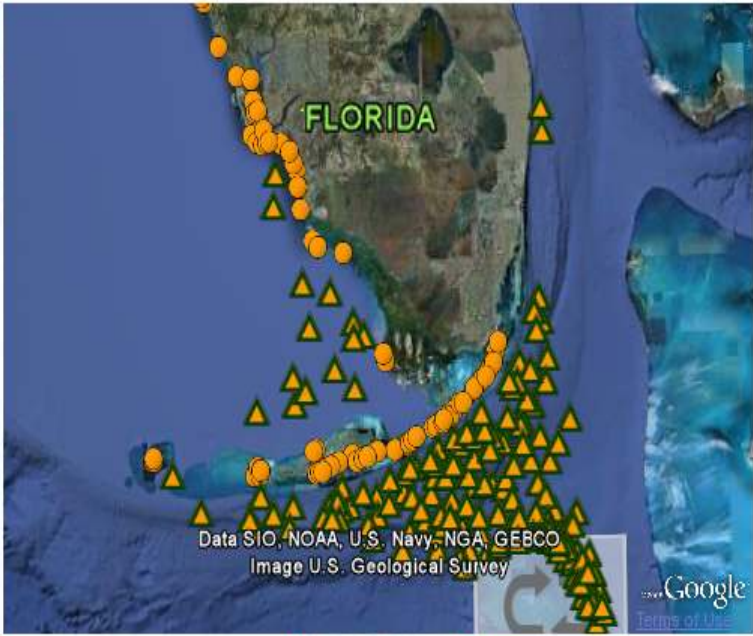 FLORIDA
Data SIO, NOAA, U.S. Navy, NGA, GEBCO
Image U.S. Geological Survey
Google
Terms of Use